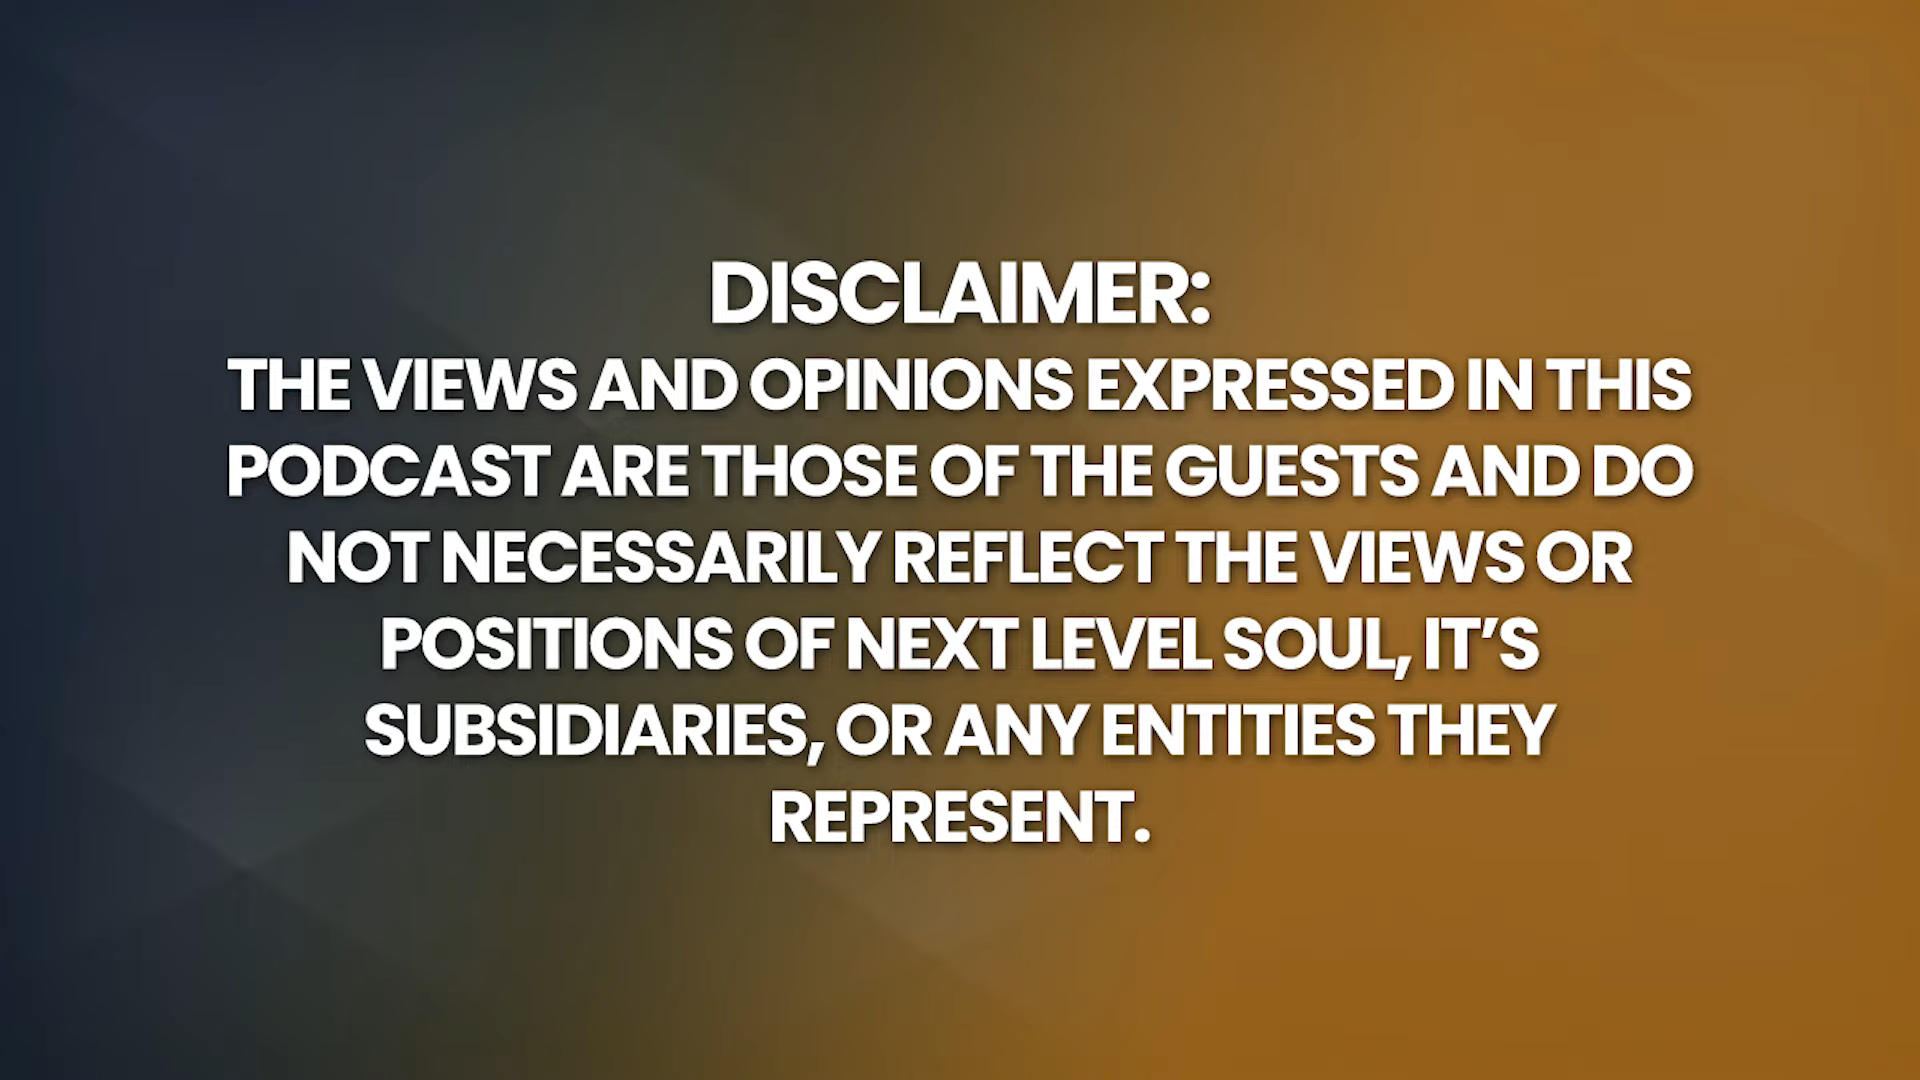 DISCLAIMER:
THE VIEWS AND OPINIONS EXPRESSED IN THIS
PODCAST ARE THOSE OF THE GUESTS AND DO
NOT NECESSARILY REFLECT THE VIEWS OR
POSITIONS OF NEXT LEVEL SOUL, IT’S
SUBSIDIARIES, OR ANY ENTITIES THEY
REPRESENT.